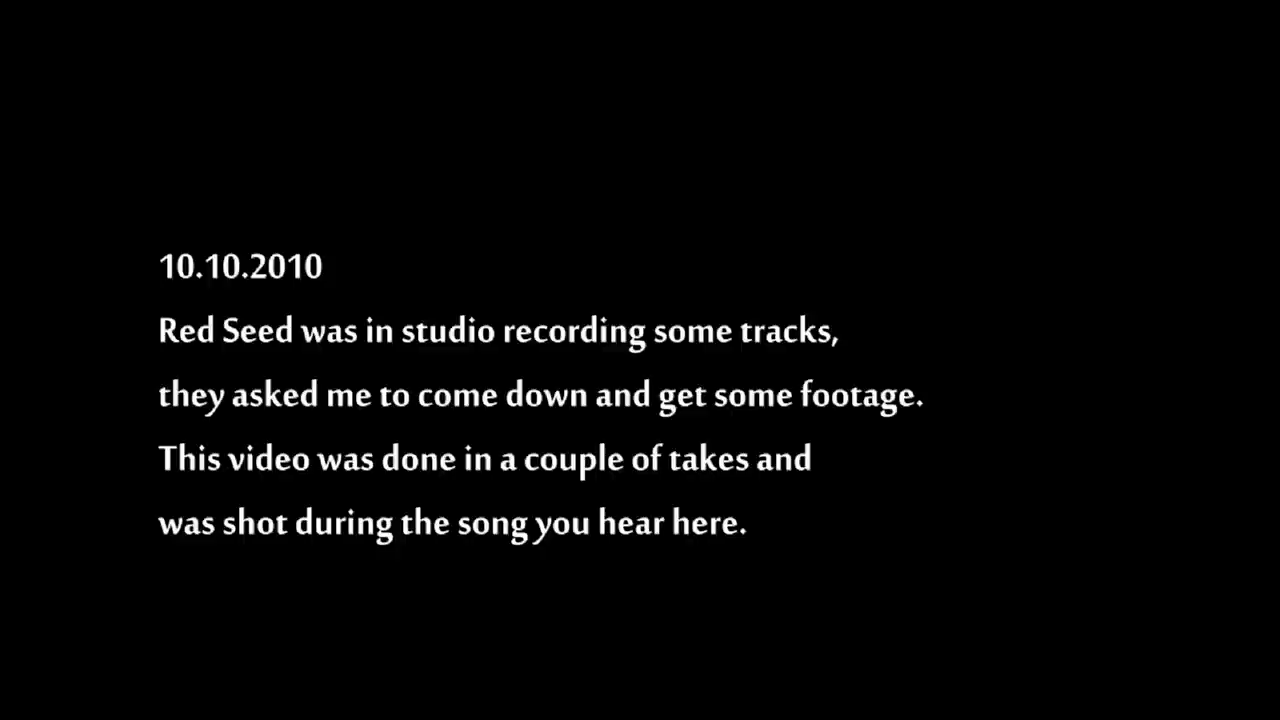 10.10.2010
Red Seed was in studio recording some tracks,
they asked me to come down and get some footage.
This video was done in a couple of takes and
was shot during the song you hear here.